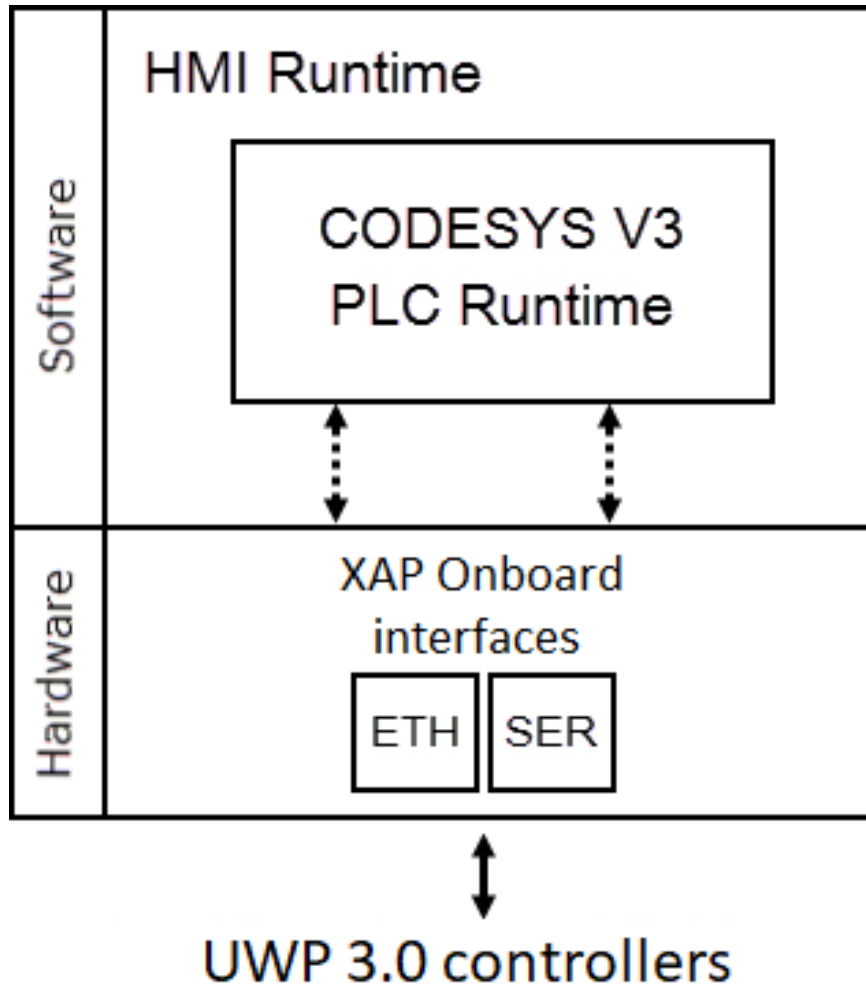 HMI Runtime
CODESYS V3
PLC Runtime
Software
XAP Onboard
interfaces
ETH
SER
Hardware
UWP 3.0 controllers